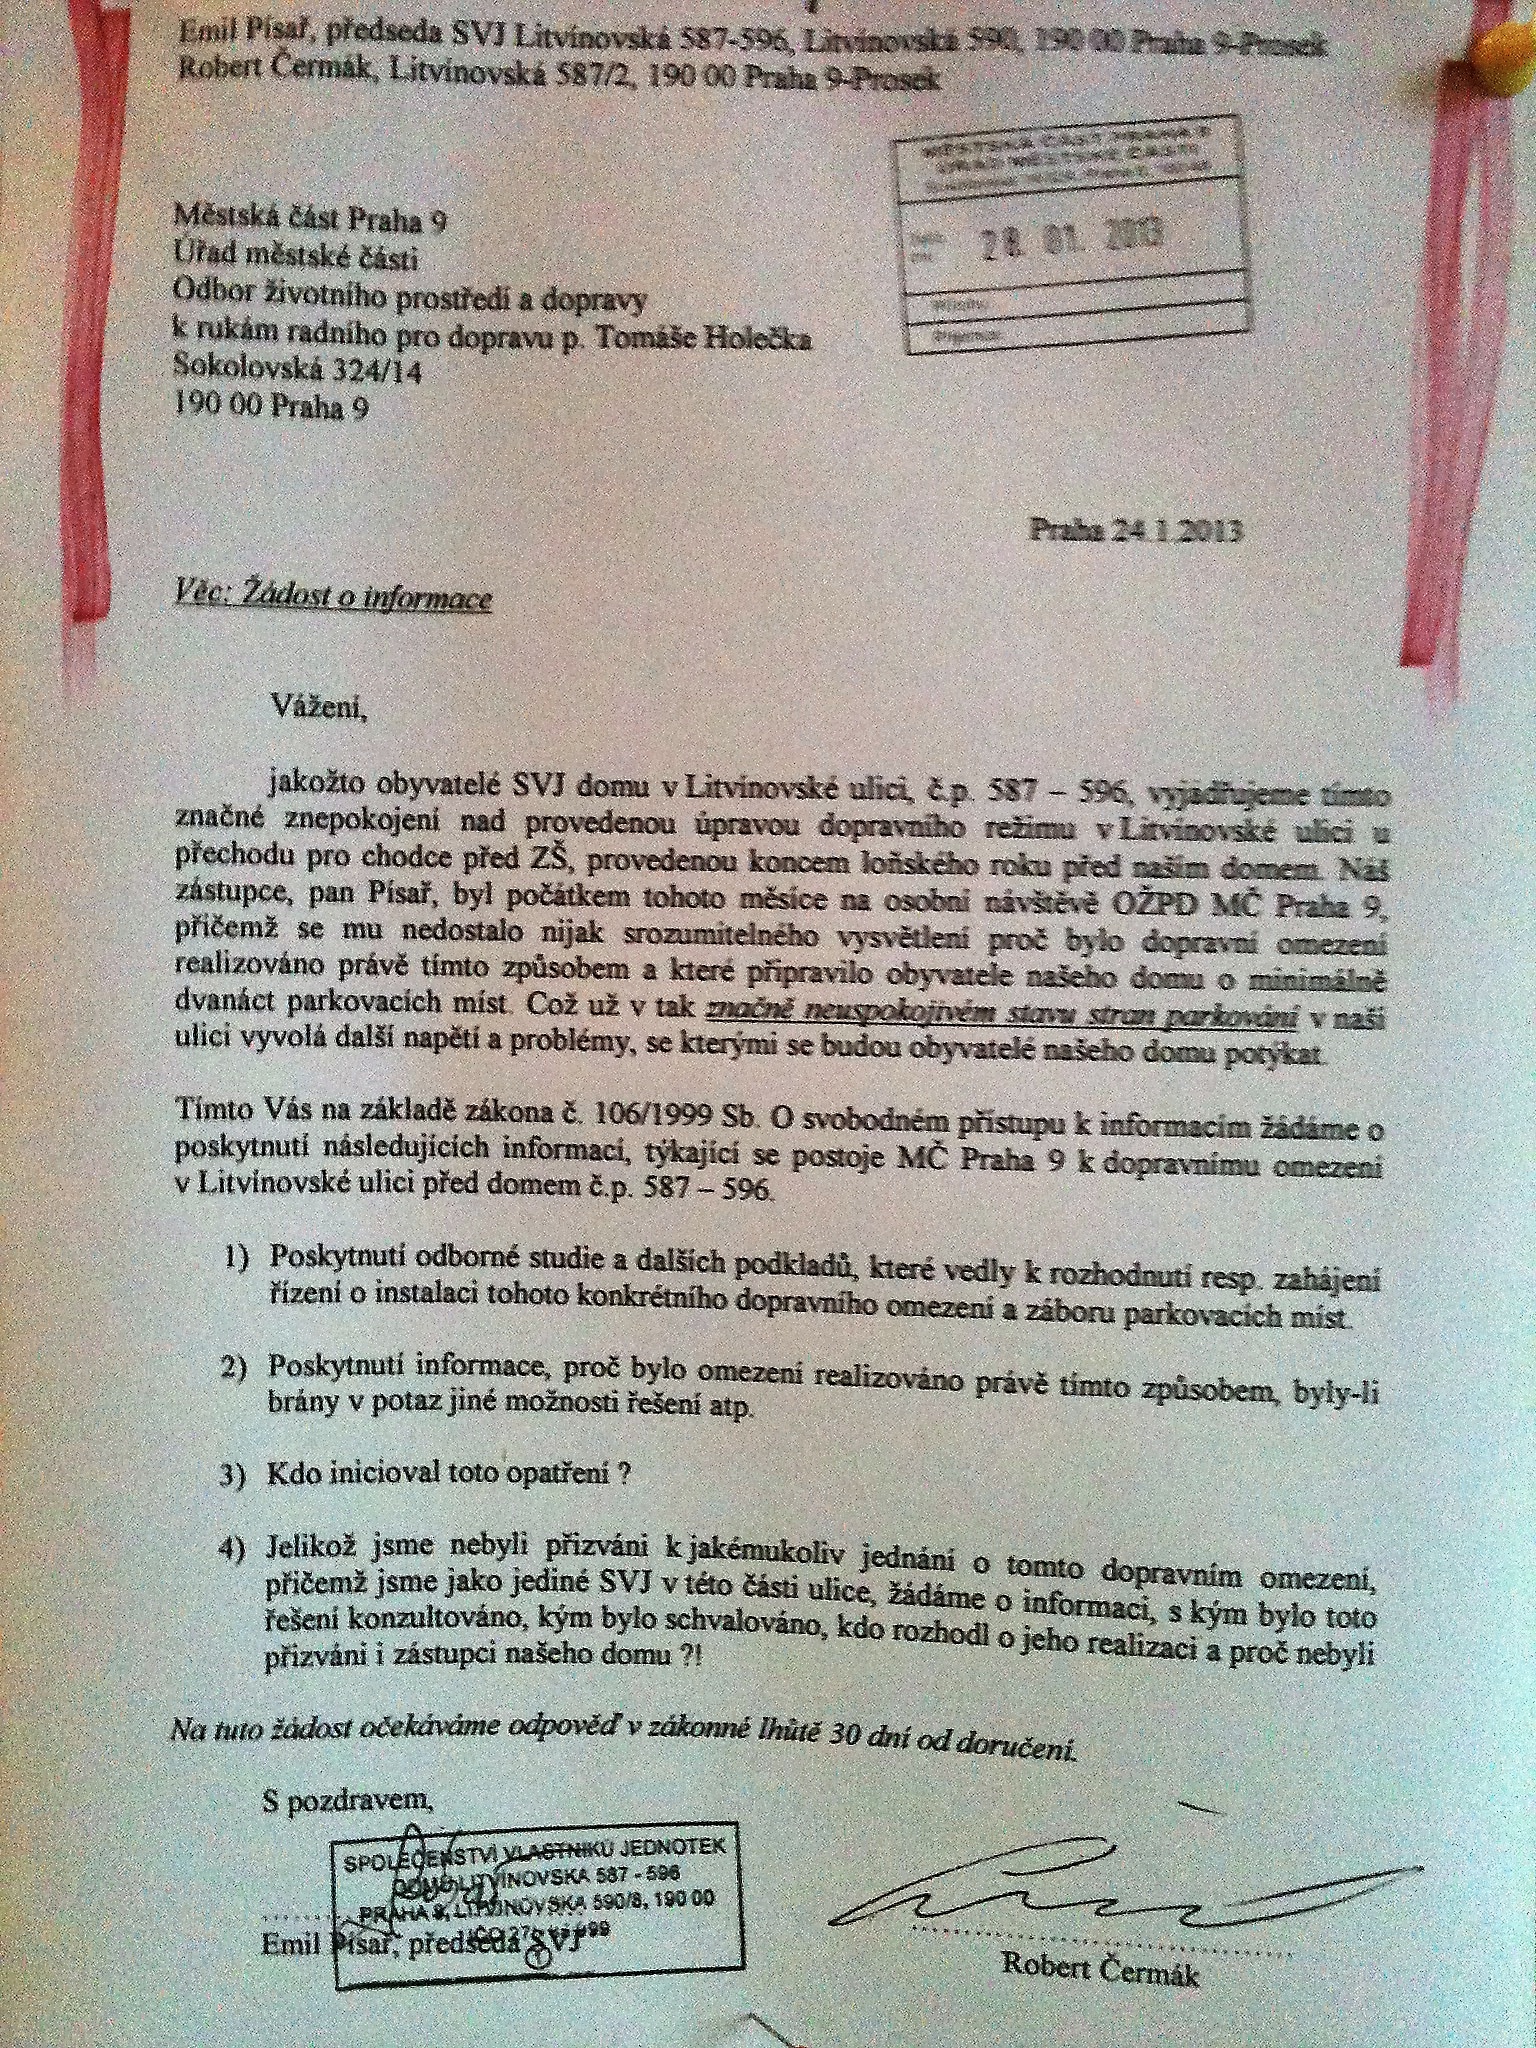 Emil Písař, předseda SVJ Litvínovská 587-596, Litvínovská 590, 190 00 Praha 9-Prosek
Robert Čermák, Litvínovská 587/2, 190 00 Praha 9-Prosek
MĚSTSKÁ ČÁST PRAHA 9
ÚŘAD MĚSTSKÉ ČÁSTI
28. 01. 2013
Městská část Praha 9
Úřad městské části
Odbor životního prostředí a dopravy
k rukám radního pro dopravu p. Tomáše Holečka
Sokolovská 324/14
190 00 Praha 9
Praha 24.1.2013
Věc: Žádost o informace
Vážení,
jakožto obyvatelé SVJ domu v Litvínovské ulici, č.p. 587 – 596, vyjadřujeme tímto
značné znepokojení nad provedenou úpravou dopravního režimu v Litvínovské ulici u
přechodu pro chodce před ZŠ, provedenou koncem loňského roku před naším domem. Náš
zástupce, pan Písař, byl počátkem tohoto měsíce na osobní návštěvě OŽPD MČ Praha 9,
přičemž se mu nedostalo nijak srozumitelného vysvětlení proč bylo dopravní omezení
realizováno právě tímto způsobem a které připravilo obyvatele našeho domu o minimálně
dvanáct parkovacích míst. Což už v tak značně neuspokojivém stavu stran parkování v naší
ulici vyvolá další napětí a problémy, se kterými se budou obyvatelé našeho domu potýkat.
Tímto Vás na základě zákona č. 106/1999 Sb. O svobodném přístupu k informacím žádáme o
poskytnutí následujících informací, týkající se postoje MČ Praha 9 k dopravnímu omezení
v Litvínovské ulici před domem č.p. 587 – 596.
1) Poskytnutí odborné studie a dalších podkladů, které vedly k rozhodnutí resp. zahájení
řízení o instalaci tohoto konkrétního dopravního omezení a záboru parkovacích míst.
2) Poskytnutí informace, proč bylo omezení realizováno právě tímto způsobem, byly-li
brány v potaz jiné možnosti řešení atp.
3) Kdo inicioval toto opatření ?
4) Jelikož jsme nebyli přizváni k jakémukoliv jednání o tomto dopravním omezení,
přičemž jsme jako jediné SVJ v této části ulice, žádáme o informaci, s kým bylo toto
řešení konzultováno, kým bylo schvalováno, kdo rozhodl o jeho realizaci a proč nebyli
přizváni i zástupci našeho domu ?!
Na tuto žádost očekáváme odpověď v zákonné lhůtě 30 dní od doručení.
S pozdravem,
SPOLEČENSTVÍ VLASTNÍKŮ JEDNOTEK
DOMU LITVÍNOVSKÁ 587 - 596
PRAHA 9, LITVÍNOVSKÁ 590/8, 190 00
Emil Písař, předseda SVJ
Robert Čermák